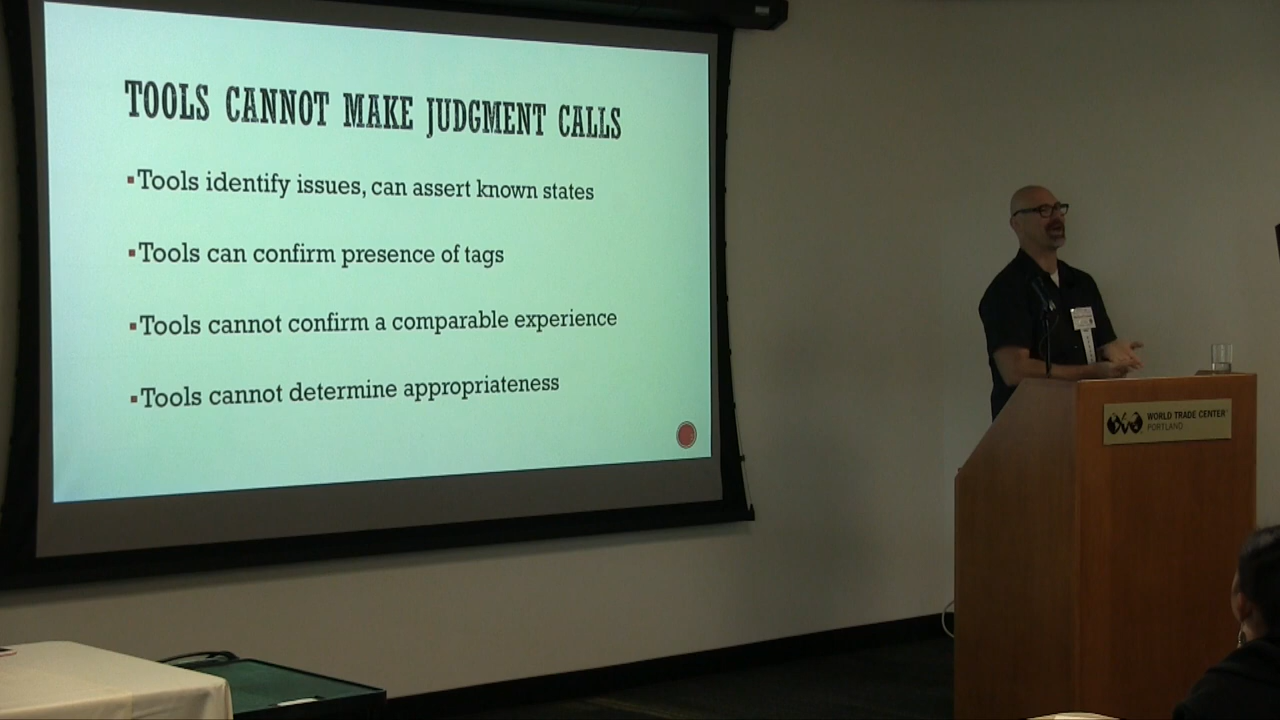 TOOLS CANNOT MAKE JUDGMENT CALLS
▪Tools identify issues, can assert known states
▪Tools can confirm presence of tags
▪Tools cannot confirm a comparable experience
▪Tools cannot determine appropriateness
WORLD TRADE CENTER
PORTLAND